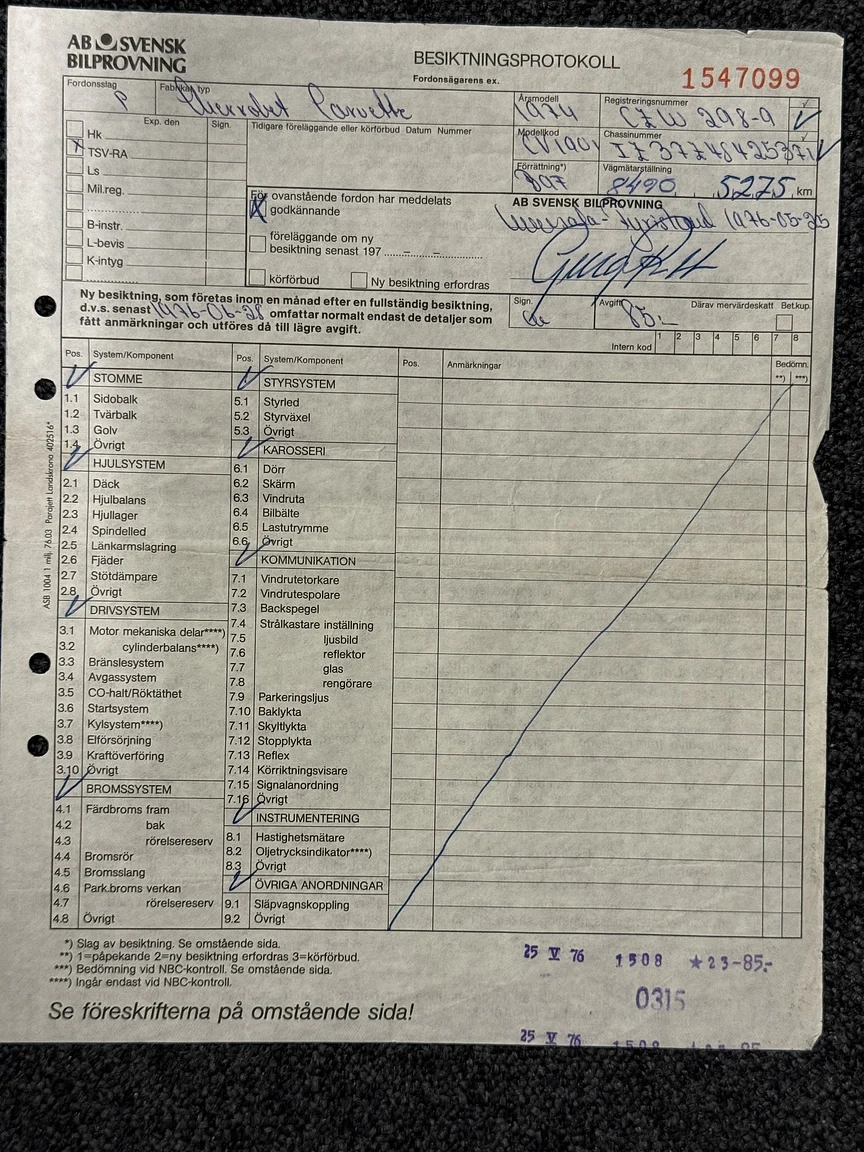 AB SVENSK
BILPROVNING
BESIKTNINGSPROTOKOLL
Fordonsägarens ex.
1547099
Fordonsslag
P
Fabrikat, typ
Corvette
Årsmodell
1974
Registreringsnummer
CZW 298-9
Exp. den
Sign.
Tidigare föreläggande eller körförbud Datum Nummer
Modellkod
Chassinummer
Hk
X TSV-RA
Ls
Mil.reg.
B-instr.
L-bevis
K-intyg
Förrättning*)
Vägmätarställning
8490
5275 km
För ovanstående fordon har meddelats
X godkännande
föreläggande om ny
besiktning senast 197
körförbud
Ny besiktning erfordras
AB SVENSK BILPROVNING
1976-05-25
Ny besiktning, som företas inom en månad efter en fullständig besiktning,
d.v.s. senast 1976-06-28 omfattar normalt endast de detaljer som
fått anmärkningar och utföres då till lägre avgift.
Sign.
Avgift
85:-
Därav mervärdeskatt
Bet.kup.
Intern kod
1 2 3 4 5 6 7 8
Pos. System/Komponent
STOMME
1.1 Sidobalk
1.2 Tvärbalk
1.3 Golv
1.4 Övrigt
HJULSYSTEM
2.1 Däck
2.2 Hjulbalans
2.3 Hjullager
2.4 Spindelled
2.5 Länkarmslagring
2.6 Fjäder
2.7 Stötdämpare
2.8 Övrigt
DRIVSYSTEM
3.1 Motor mekaniska delar****)
3.2 cylinderbalans****)
3.3 Bränslesystem
3.4 Avgassystem
3.5 CO-halt/Röktäthet
3.6 Startsystem
3.7 Kylsystem****)
3.8 Elförsörjning
3.9 Kraftöverföring
3.10 Övrigt
BROMSSYSTEM
4.1 Färdbroms fram
4.2 bak
4.3 rörelsereserv
4.4 Bromsrör
4.5 Bromsslang
4.6 Park.broms verkan
4.7 rörelsereserv
4.8 Övrigt
Pos. System/Komponent
STYRSYSTEM
5.1 Styrled
5.2 Styrväxel
5.3 Övrigt
KAROSSERI
6.1 Dörr
6.2 Skärm
6.3 Vindruta
6.4 Bilbälte
6.5 Lastutrymme
6.6 Övrigt
KOMMUNIKATION
7.1 Vindrutetorkare
7.2 Vindrutespolare
7.3 Backspegel
7.4 Strålkastare inställning
7.5 ljusbild
7.6 reflektor
7.7 glas
7.8 rengörare
7.9 Parkeringsljus
7.10 Baklykta
7.11 Skyltlykta
7.12 Stopplykta
7.13 Reflex
7.14 Körriktningsvisare
7.15 Signalanordning
7.16 Övrigt
INSTRUMENTERING
8.1 Hastighetsmätare
8.2 Oljetrycksindikator****)
8.3 Övrigt
ÖVRIGA ANORDNINGAR
9.1 Släpvagnskoppling
9.2 Övrigt
Pos. Anmärkningar
Bedömn.
**) ***)
ASB 1004 1 milj. 76.03 Parajett Landskrona 402516*
*) Slag av besiktning. Se omstående sida.
**) 1=påpekande 2=ny besiktning erfordras 3=körförbud.
***) Bedömning vid NBC-kontroll. Se omstående sida.
****) Ingår endast vid NBC-kontroll.
Se föreskrifterna på omstående sida!
25 V 76 1508 ★23-85.-
0315
25 V 76